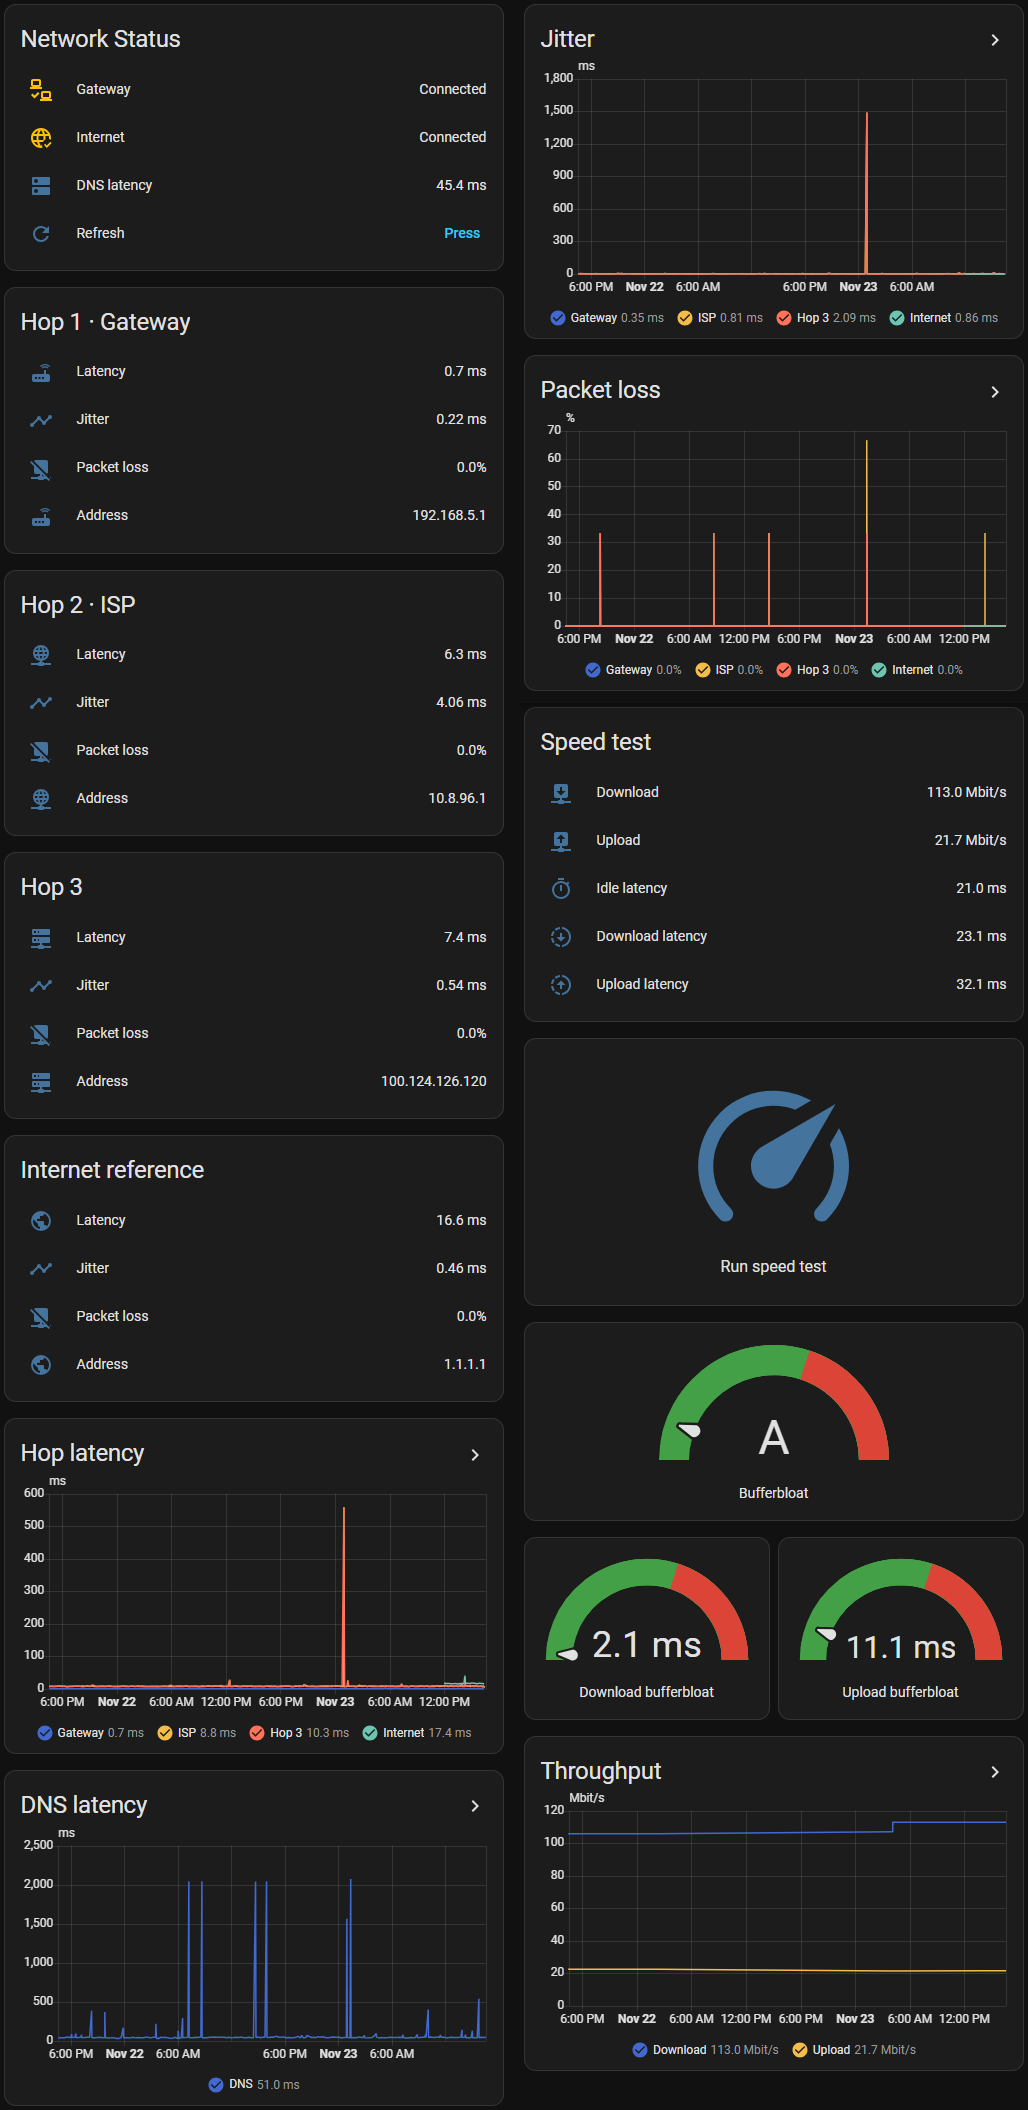 Network Status
Gateway Connected
Internet Connected
DNS latency 45.4 ms
Refresh Press
Hop 1 · Gateway
Latency 0.7 ms
Jitter 0.22 ms
Packet loss 0.0%
Address 192.168.5.1
Hop 2 · ISP
Latency 6.3 ms
Jitter 4.06 ms
Packet loss 0.0%
Address 10.8.96.1
Hop 3
Latency 7.4 ms
Jitter 0.54 ms
Packet loss 0.0%
Address 100.124.126.120
Internet reference
Latency 16.6 ms
Jitter 0.46 ms
Packet loss 0.0%
Address 1.1.1.1
Hop latency
ms
600
500
400
300
200
100
0
6:00 PM Nov 22 6:00 AM 12:00 PM 6:00 PM Nov 23 6:00 AM 12:00 PM
Gateway 0.7 ms ISP 8.8 ms Hop 3 10.3 ms Internet 17.4 ms
DNS latency
ms
2,500
2,000
1,500
1,000
500
0
6:00 PM Nov 22 6:00 AM 6:00 PM Nov 23 6:00 AM
DNS 51.0 ms
Jitter
ms
1,800
1,500
1,200
900
600
300
0
6:00 PM Nov 22 6:00 AM 6:00 PM Nov 23 6:00 AM
Gateway 0.35 ms ISP 0.81 ms Hop 3 2.09 ms Internet 0.86 ms
Packet loss
%
70
60
50
40
30
20
10
0
6:00 PM Nov 22 6:00 AM 12:00 PM 6:00 PM Nov 23 6:00 AM 12:00 PM
Gateway 0.0% ISP 0.0% Hop 3 0.0% Internet 0.0%
Speed test
Download 113.0 Mbit/s
Upload 21.7 Mbit/s
Idle latency 21.0 ms
Download latency 23.1 ms
Upload latency 32.1 ms
Run speed test
A
Bufferbloat
2.1 ms
Download bufferbloat
11.1 ms
Upload bufferbloat
Throughput
Mbit/s
120
100
80
60
40
20
0
6:00 PM Nov 22 6:00 AM 12:00 PM 6:00 PM Nov 23 6:00 AM 12:00 PM
Download 113.0 Mbit/s Upload 21.7 Mbit/s